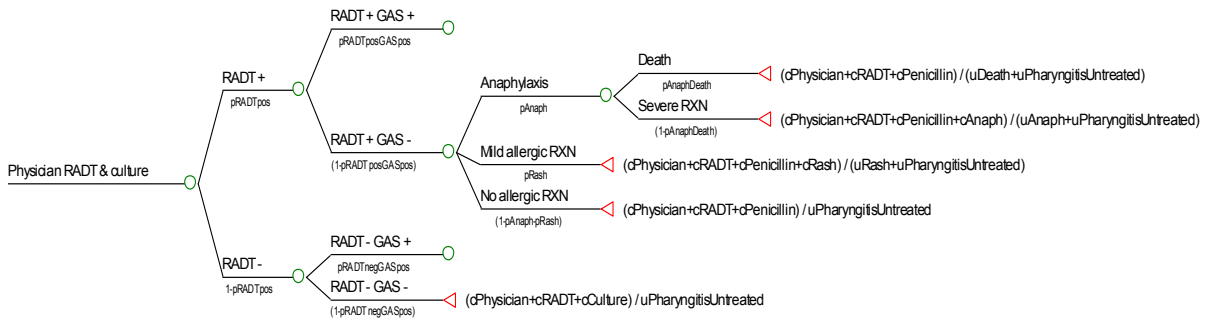 RADT + GAS +
pRADTposGASpos
RADT +
pRADTpos
Death
(cPhysician+cRADT+cPenicillin) / (uDeath+uPharyngitisUntreated)
pAnaphDeath
Anaphylaxis
pAnaph
Severe RXN
(cPhysician+cRADT+cPenicillin+cAnaph) / (uAnaph+uPharyngitisUntreated)
(1-pAnaphDeath)
RADT + GAS -
(1-pRADTposGASpos)
Mild allergic RXN
(cPhysician+cRADT+cPenicillin+cRash) / (uRash+uPharyngitisUntreated)
pRash
Physician RADT & culture
No allergic RXN
(cPhysician+cRADT+cPenicillin) / uPharyngitisUntreated
(1-pAnaph-pRash)
RADT - GAS +
pRADTnegGASpos
RADT -
1-pRADTpos
RADT - GAS -
(cPhysician+cRADT+cCulture) / uPharyngitisUntreated
(1-pRADTnegGASpos)